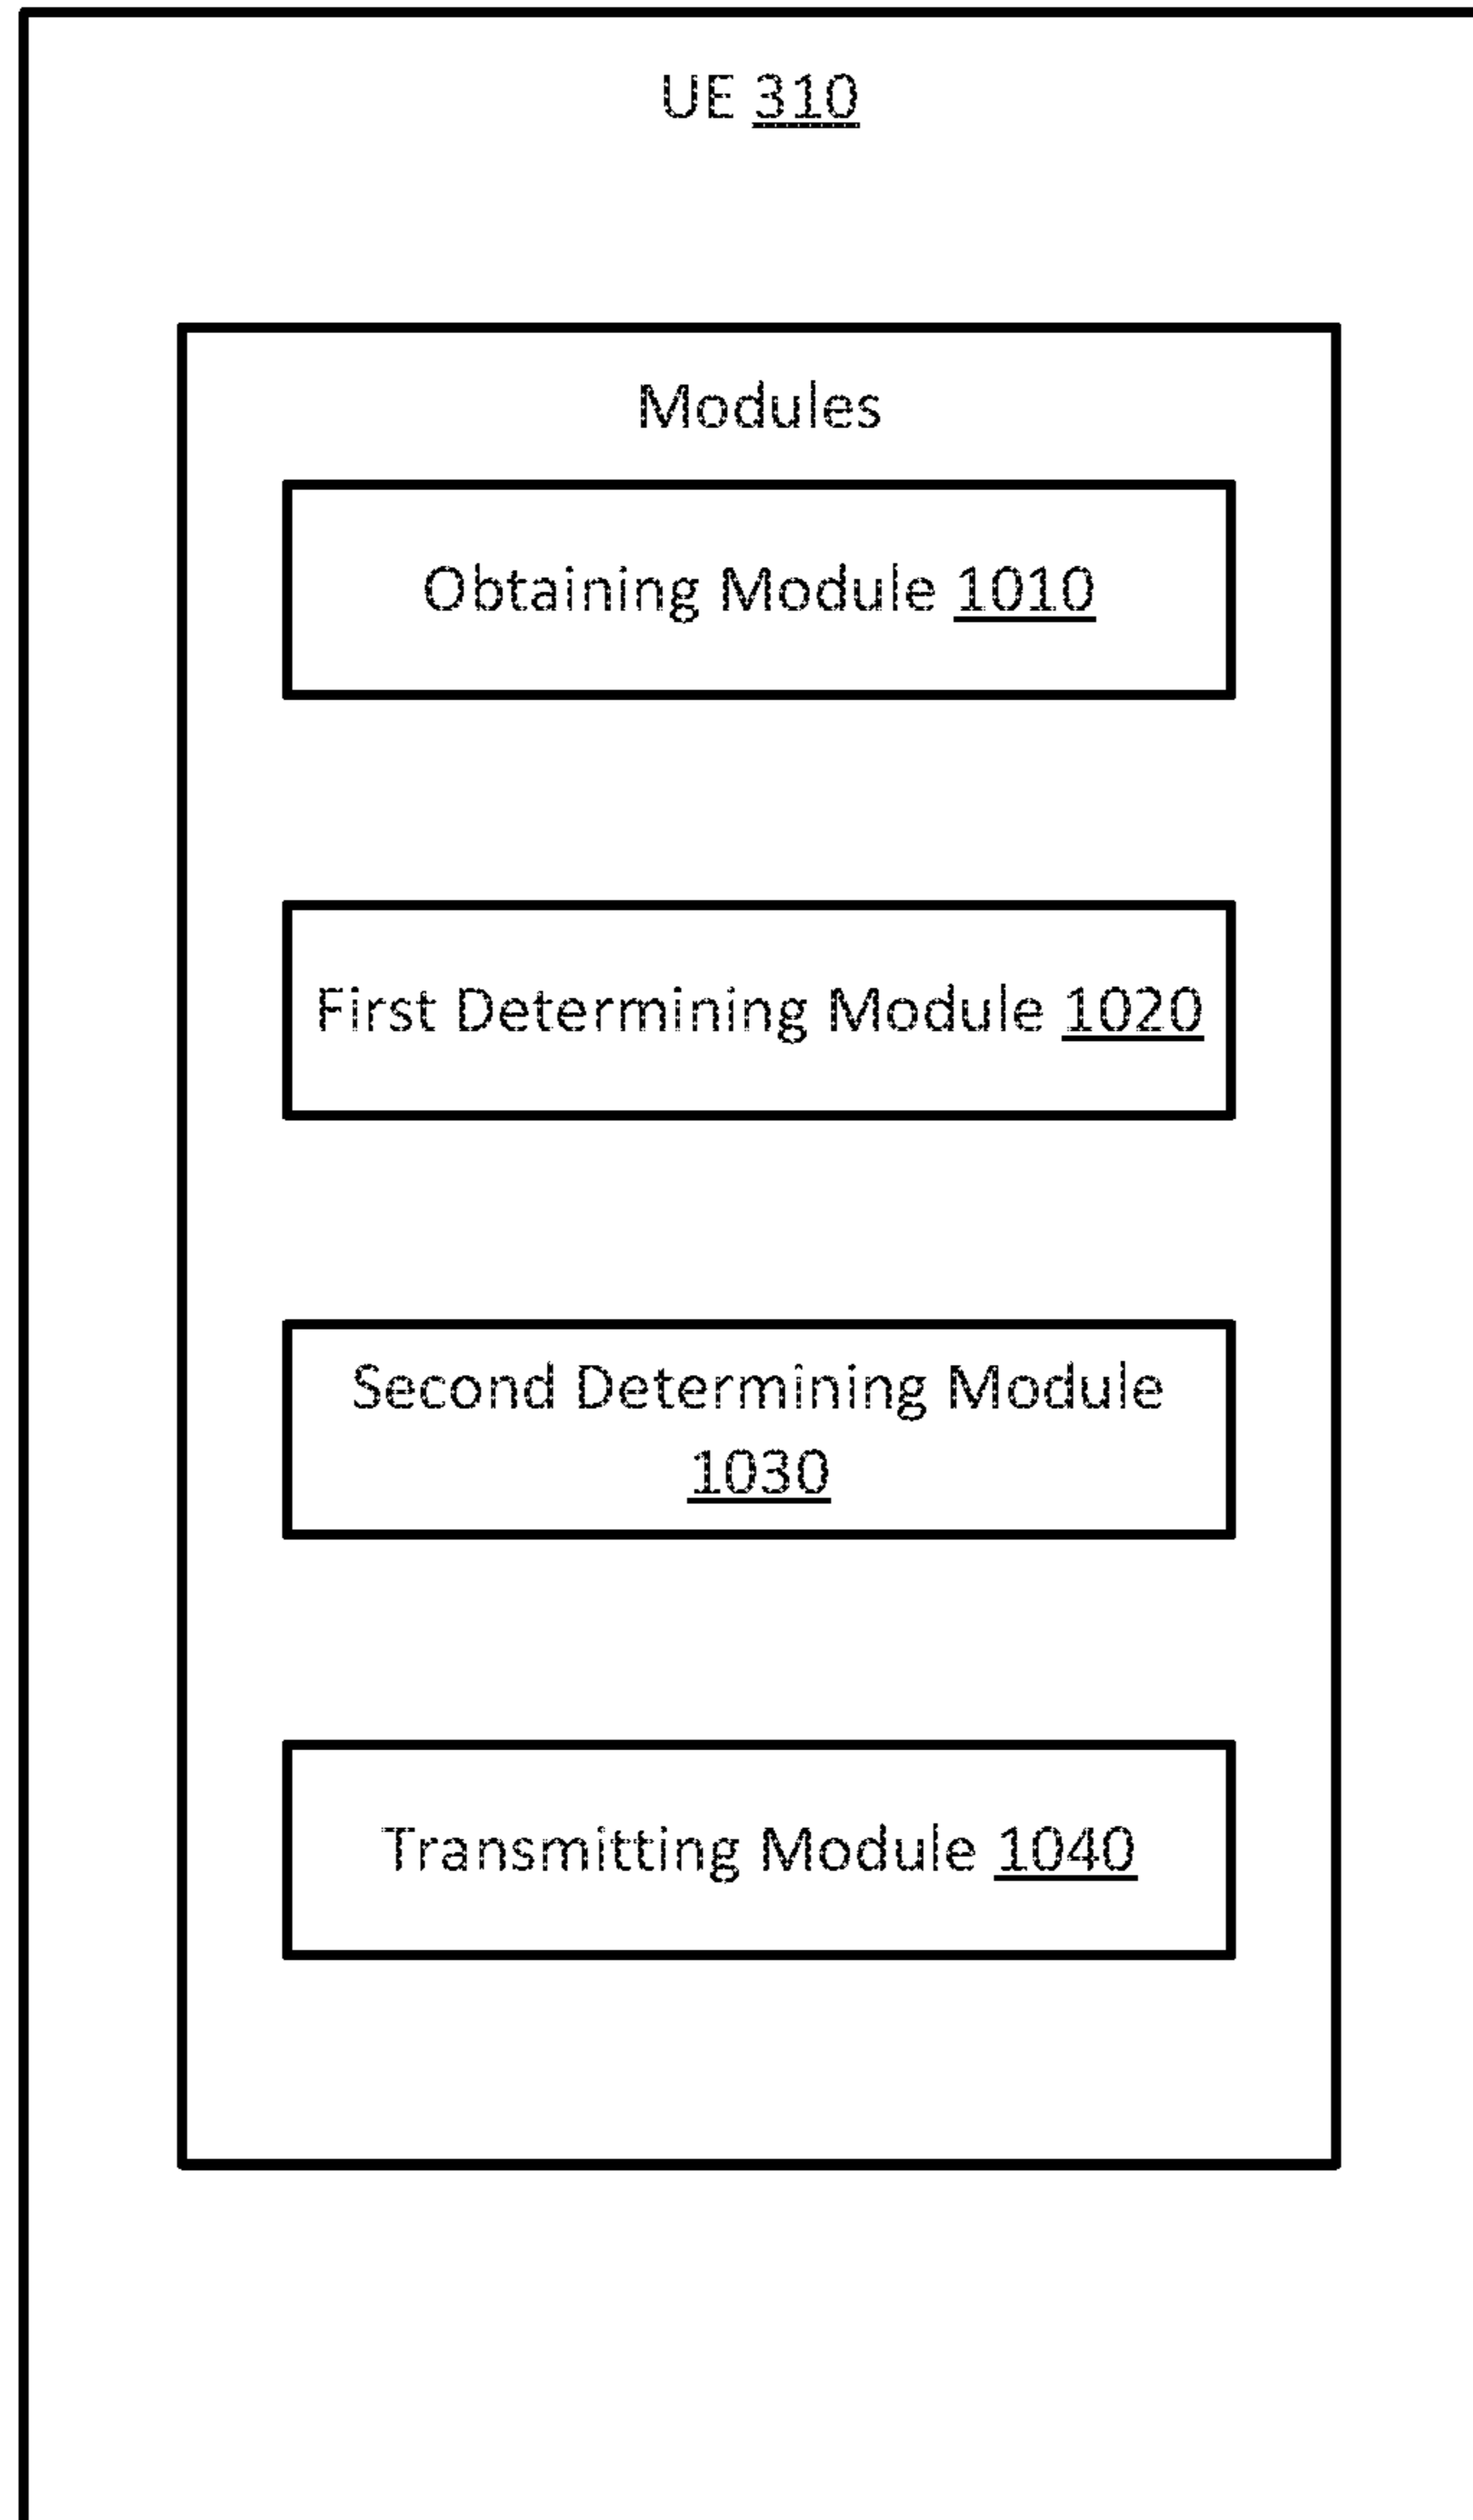 UE 310
Modules
Obtaining Module 1010
First Determining Module 1020
Second Determining Module
1030
Transmitting Module 1040